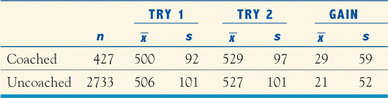 TRY 1 TRY 2 GAIN
n x̄ s x̄ s x̄ s
Coached 427 500 92 529 97 29 59
Uncoached 2733 506 101 527 101 21 52